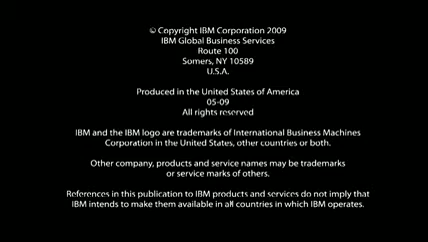 © Copyright IBM Corporation 2009
IBM Global Business Services
Route 100
Somers, NY 10589
U.S.A.
Produced in the United States of America
05-09
All rights reserved
IBM and the IBM logo are trademarks of International Business Machines
Corporation in the United States, other countries or both.
Other company, products and service names may be trademarks
or service marks of others.
References in this publication to IBM products and services do not imply that
IBM intends to make them available in all countries in which IBM operates.